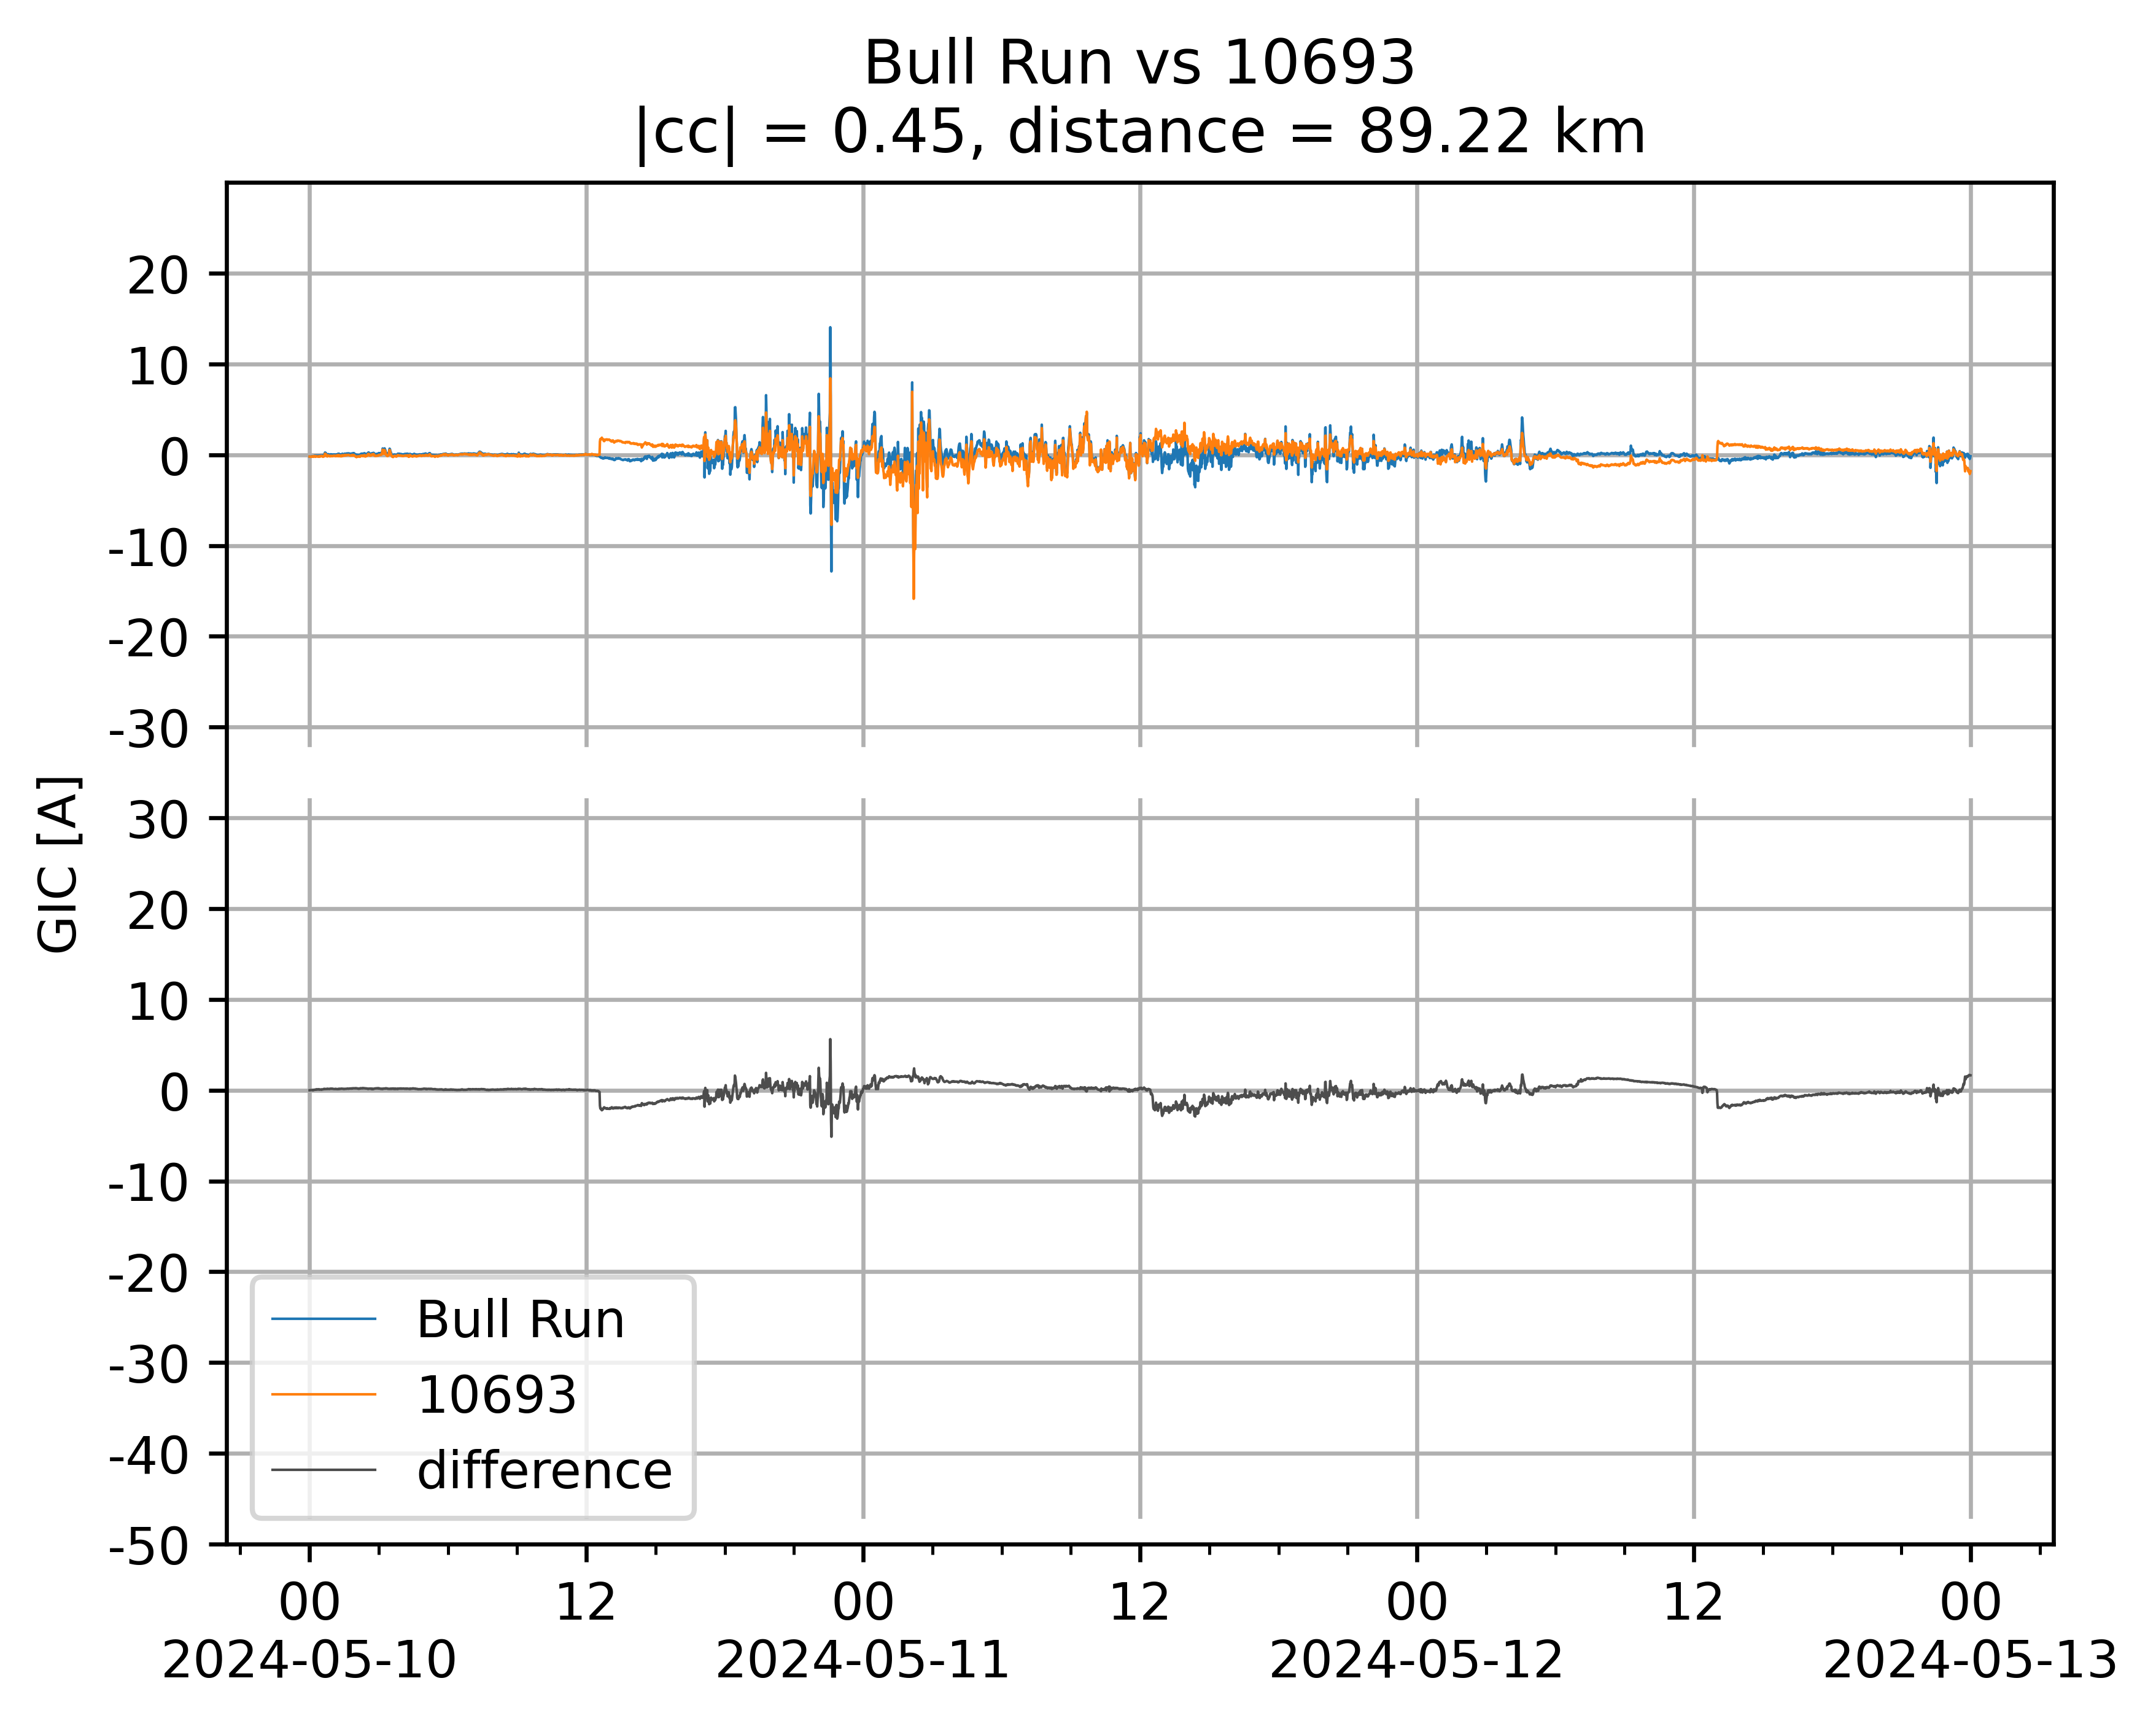 Bull Run vs 10693
|cc| = 0.45, distance = 89.22 km
20
10
0
-10
-20
-30
30
20
10
0
-10
-20
-30
-40
-50
GIC [A]
Bull Run
10693
difference
00 12 00 12 00 12 00
2024-05-10 2024-05-11 2024-05-12 2024-05-13